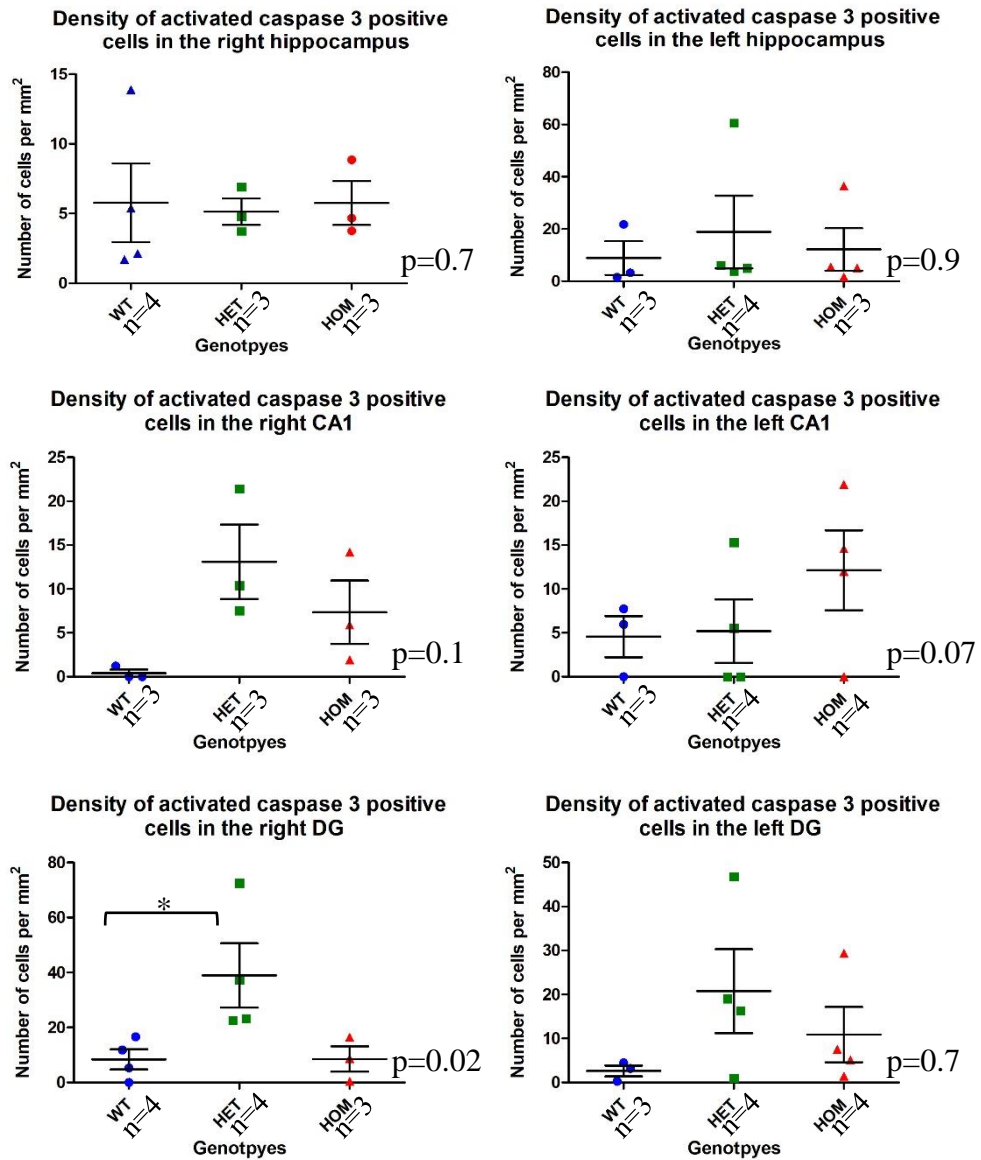 Density of activated caspase 3 positive
cells in the right hippocampus
Number of cells per mm²
15
10
5
0
WT
n=4
HET
n=3
HOM
n=3
p=0.7
Genotpyes
Density of activated caspase 3 positive
cells in the left hippocampus
Number of cells per mm²
80
60
40
20
0
WT
n=3
HET
n=4
HOM
n=3
p=0.9
Genotpyes
Density of activated caspase 3 positive
cells in the right CA1
Number of cells per mm²
25
20
15
10
5
0
WT
n=3
HET
n=3
HOM
n=3
p=0.1
Genotpyes
Density of activated caspase 3 positive
cells in the left CA1
Number of cells per mm²
25
20
15
10
5
0
WT
n=3
HET
n=4
HOM
n=4
p=0.07
Genotpyes
Density of activated caspase 3 positive
cells in the right DG
Number of cells per mm²
80
60
40
20
0
*
WT
n=4
HET
n=4
HOM
n=3
p=0.02
Genotpyes
Density of activated caspase 3 positive
cells in the left DG
Number of cells per mm²
50
40
30
20
10
0
WT
n=3
HET
n=4
HOM
n=4
p=0.7
Genotpyes